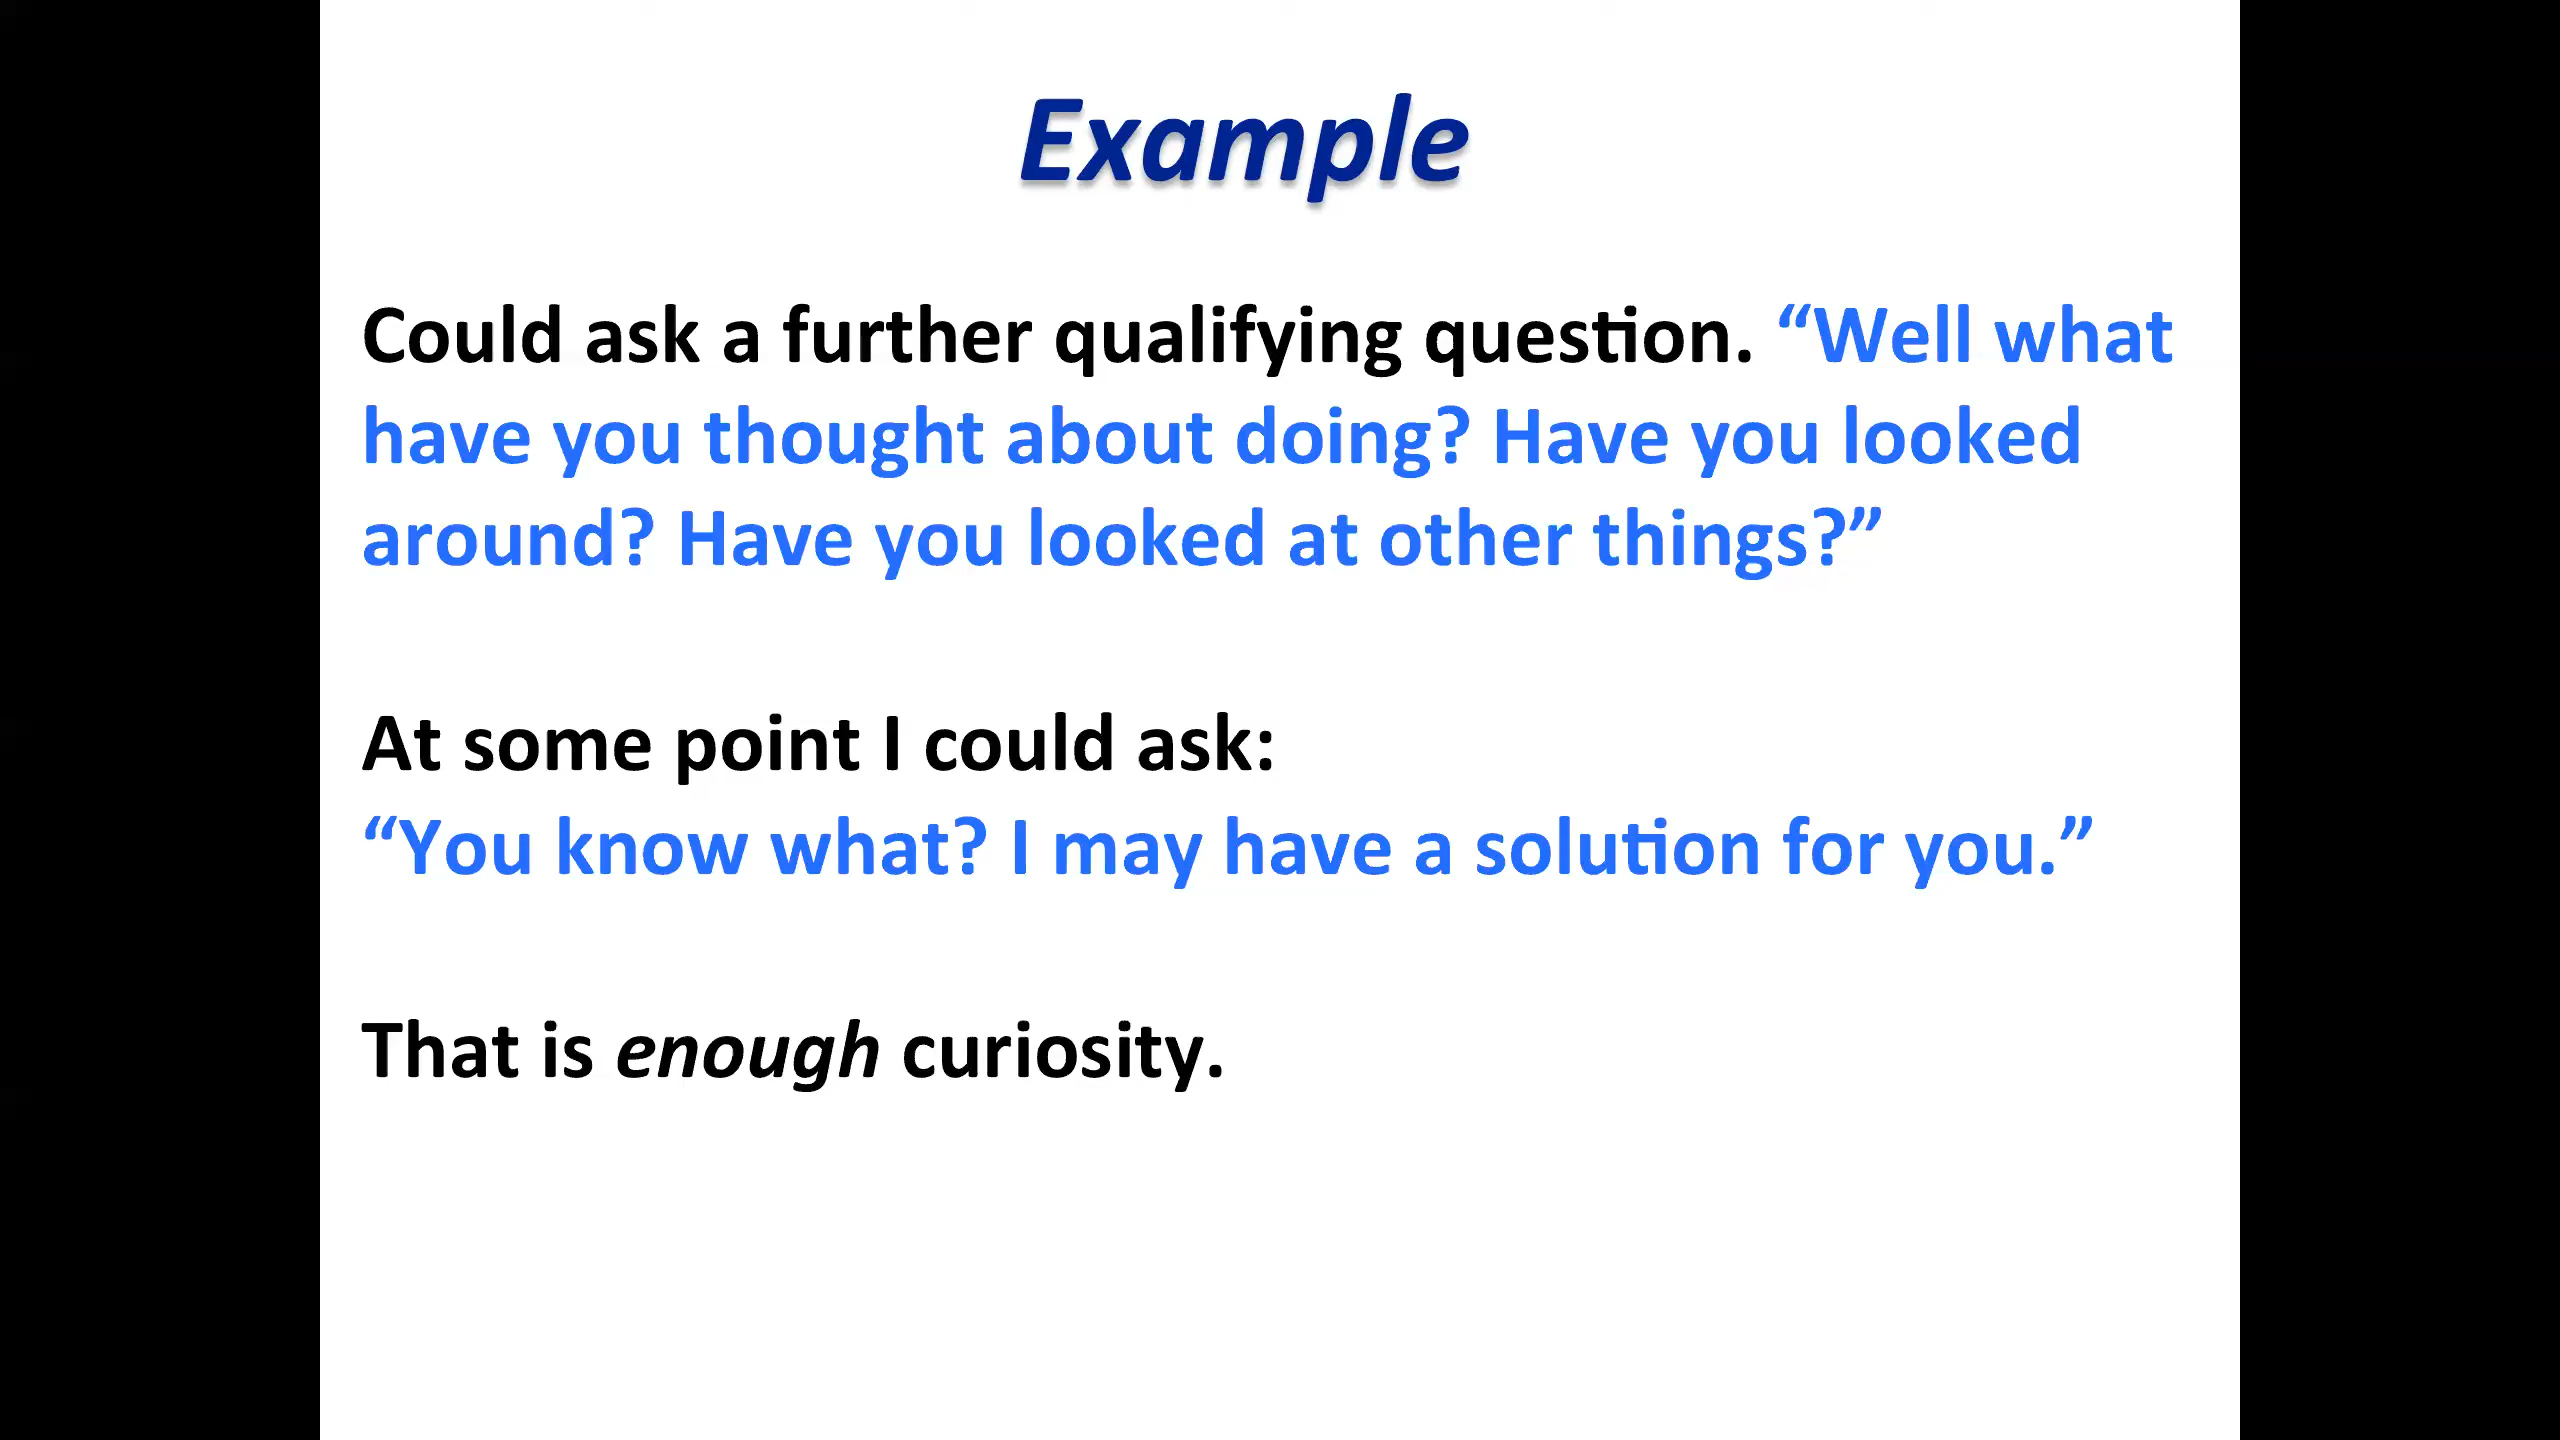 Example
Could ask a further qualifying question. “Well what
have you thought about doing? Have you looked
around? Have you looked at other things?”
At some point I could ask:
“You know what? I may have a solution for you.”
That is enough curiosity.